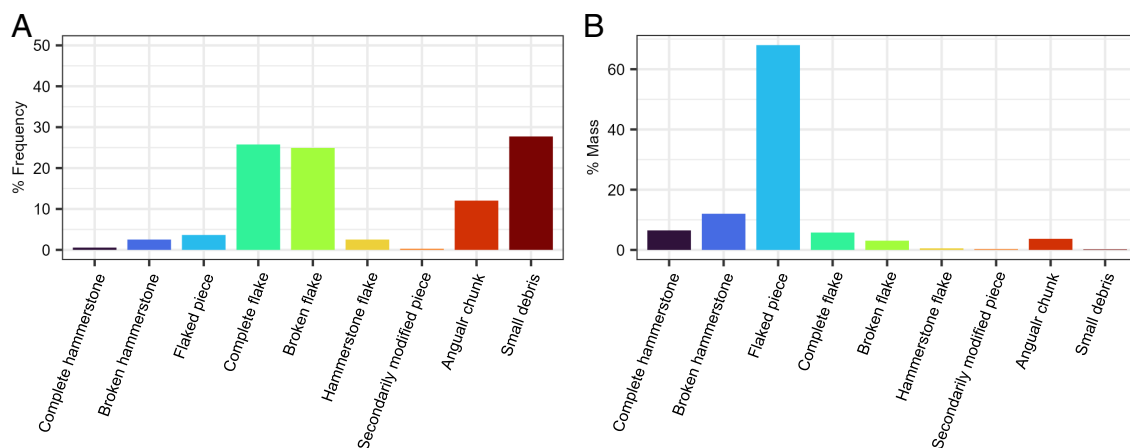 A
% Frequency
50
40
30
20
10
0
Complete hammerstone
Broken hammerstone
Flaked piece
Complete flake
Broken flake
Hammerstone flake
Secondarily modified piece
Anguair chunk
Small debris
B
% Mass
60
40
20
0
Complete hammerstone
Broken hammerstone
Flaked piece
Complete flake
Broken flake
Hammerstone flake
Secondarily modified piece
Anguair chunk
Small debris